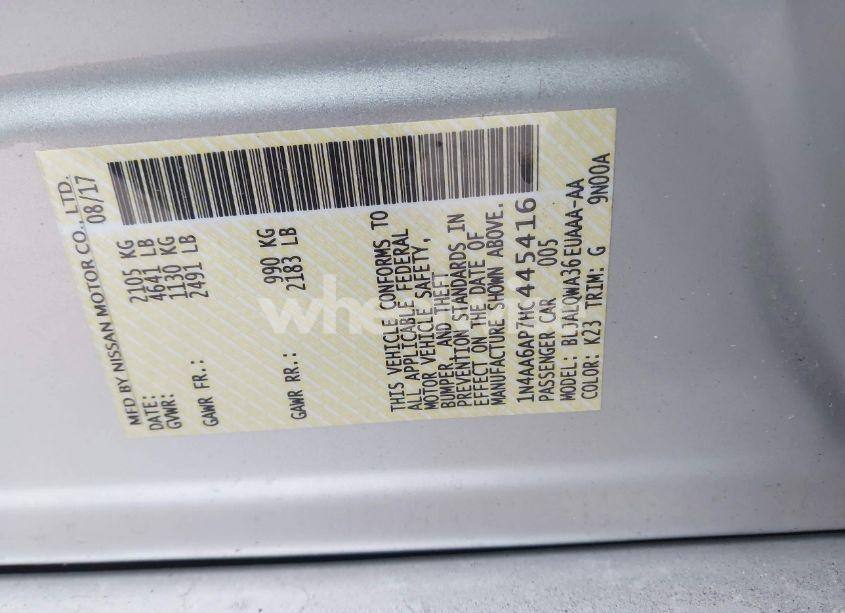 MFD BY NISSAN MOTOR CO., LTD.
DATE: 08/17
GVWR: 2105 KG
4641 LB
GAWR FR.: 1130 KG
2491 LB
GAWR RR.: 990 KG
2183 LB
THIS VEHICLE CONFORMS TO
ALL APPLICABLE FEDERAL
MOTOR VEHICLE SAFETY,
BUMPER, AND THEFT
PREVENTION STANDARDS IN
EFFECT ON THE DATE OF
MANUFACTURE SHOWN ABOVE.
1N4AA6AP7HC445416
PASSENGER CAR 005
MODEL: BLJALQWA36EUAAA-AA
COLOR: K23 TRIM: G 9N00A